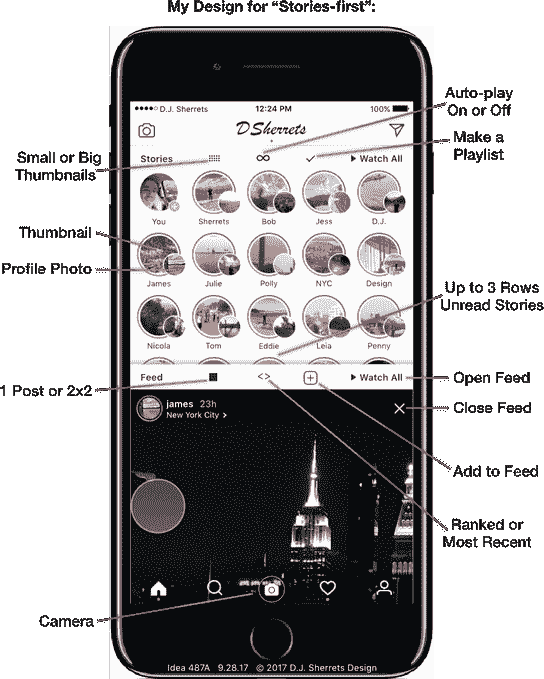 My Design for “Stories-first”:
D.J. Sherrets 12:24 PM 100%
DSherrets
Auto-play
On or Off
Make a
Playlist
Small or Big
Thumbnails
Stories Watch All
You Sherrets Bob Jess D.J.
Thumbnail
Profile Photo
James Julie Polly NYC Design
Up to 3 Rows
Unread Stories
Nicola Tom Eddie Leia Penny
1 Post or 2x2
Feed <> Watch All
Open Feed
james 23h
New York City >
Close Feed
Add to Feed
Ranked or
Most Recent
Camera
Idea 487A 9.28.17 © 2017 D.J. Sherrets Design